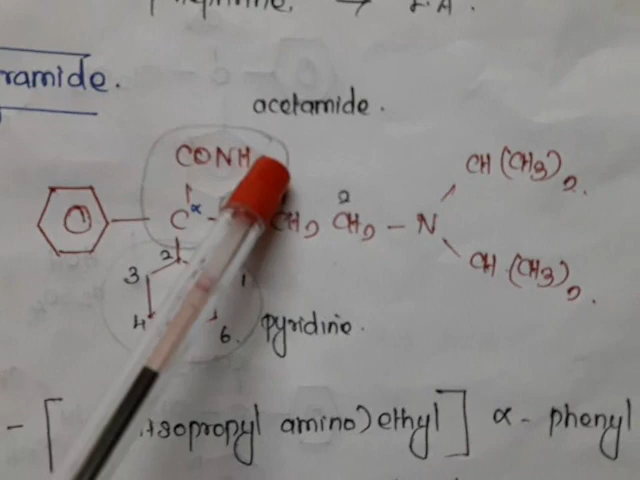 ramide.
acetamide.
CONH
C α CH2 2 CH2 - N CH (CH3)2.
CH.(CH3)2.
2
3 1
4 6. pyridine.
- [ isopropyl amino) ethyl] α - phenyl